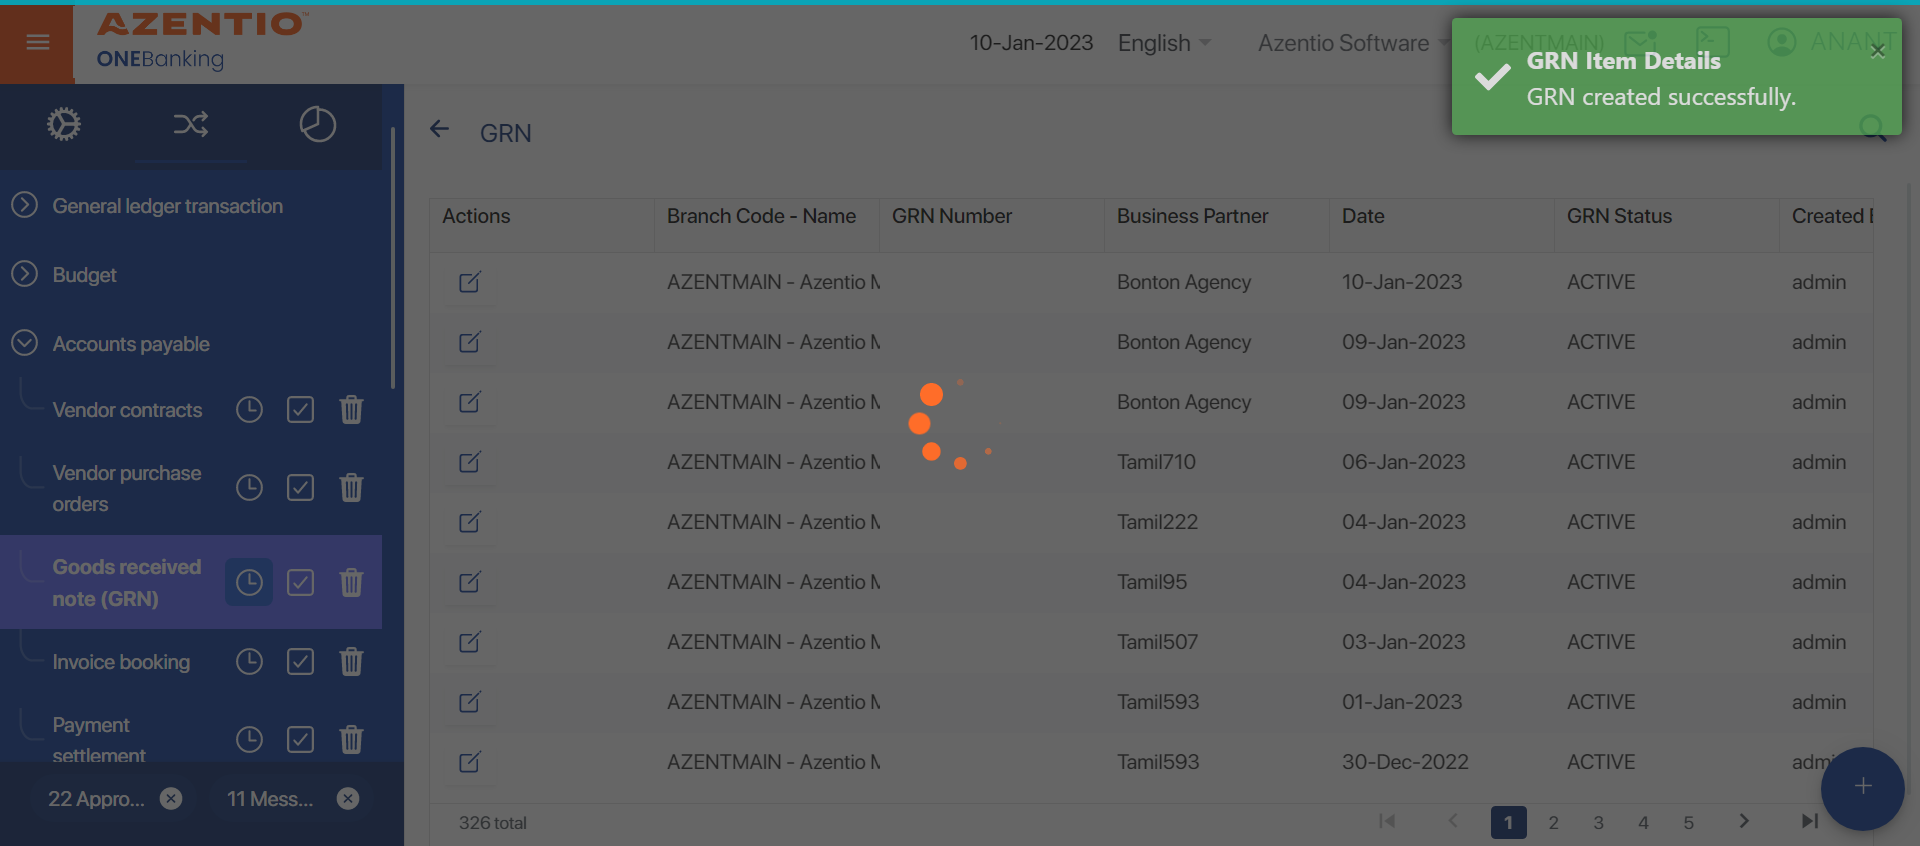 AZENTIO™
ONEBanking
10-Jan-2023
English
Azentio Software
(AZENTMAIN)
ANANT
GRN Item Details
GRN created successfully.
General ledger transaction
Budget
Accounts payable
Vendor contracts
Vendor purchase
orders
Goods received
note (GRN)
Invoice booking
Payment
settlement
22 Appro...
11 Mess...
GRN
Actions Branch Code - Name GRN Number Business Partner Date GRN Status Created
AZENTMAIN - Azentio Bonton Agency 10-Jan-2023 ACTIVE admin
AZENTMAIN - Azentio Bonton Agency 09-Jan-2023 ACTIVE admin
AZENTMAIN - Azentio Bonton Agency 09-Jan-2023 ACTIVE admin
AZENTMAIN - Azentio Tamil710 06-Jan-2023 ACTIVE admin
AZENTMAIN - Azentio Tamil222 04-Jan-2023 ACTIVE admin
AZENTMAIN - Azentio Tamil95 04-Jan-2023 ACTIVE admin
AZENTMAIN - Azentio Tamil507 03-Jan-2023 ACTIVE admin
AZENTMAIN - Azentio Tamil593 01-Jan-2023 ACTIVE admin
AZENTMAIN - Azentio Tamil593 30-Dec-2022 ACTIVE
326 total
1 2 3 4 5